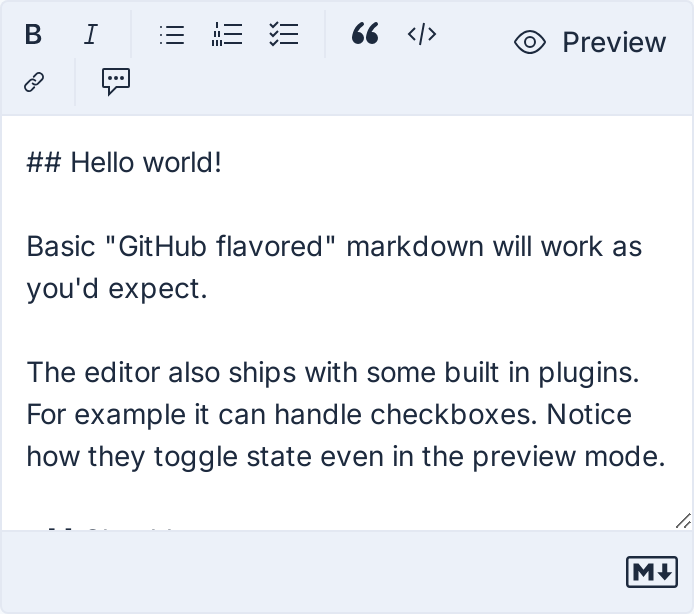 B I
Preview
## Hello world!
Basic "GitHub flavored" markdown will work as
you'd expect.
The editor also ships with some built in plugins.
For example it can handle checkboxes. Notice
how they toggle state even in the preview mode.
M